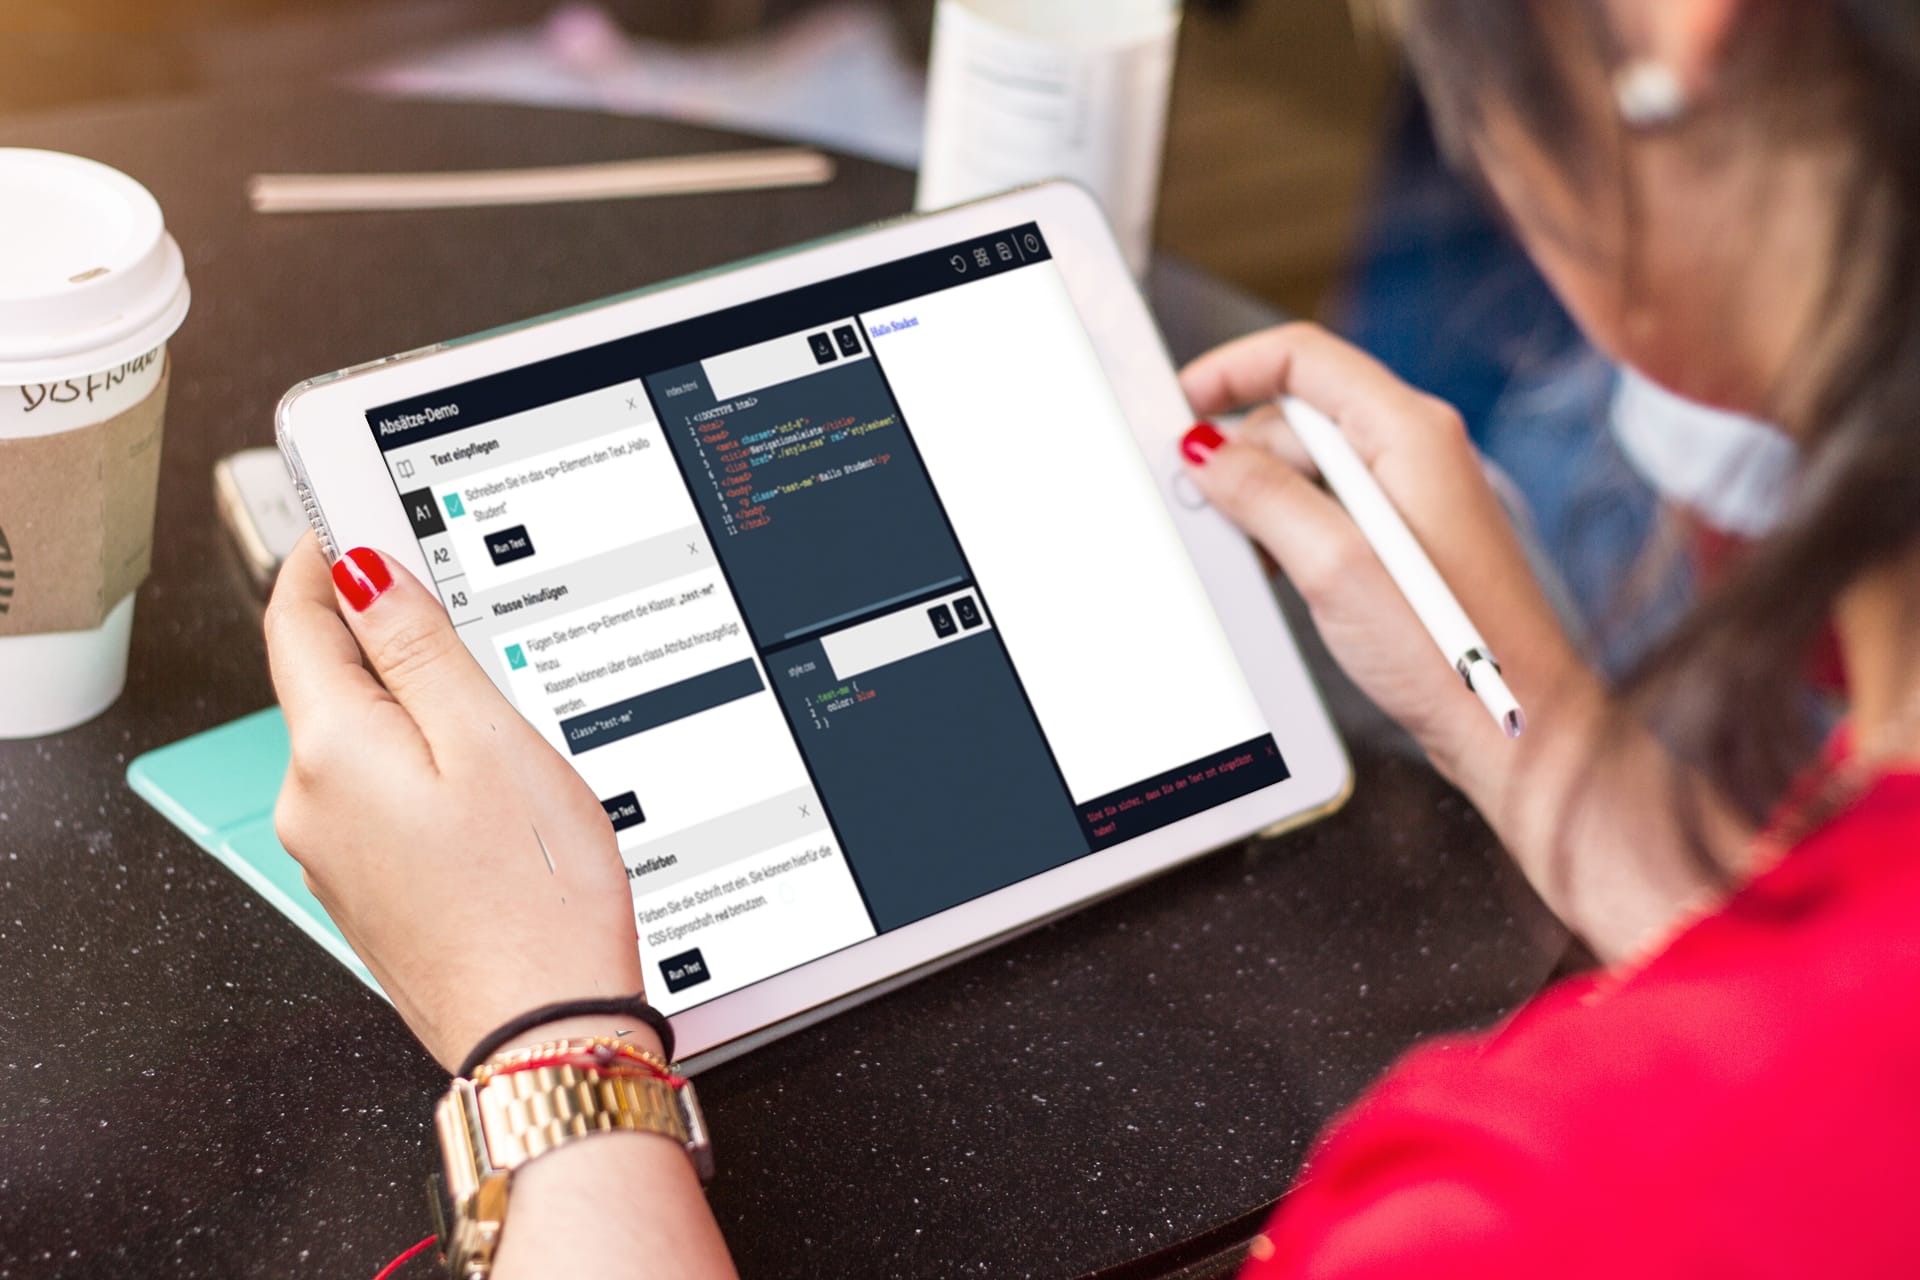 Absätze-Demo
Text einpflegen
X
A1
A2
A3
Schreiben Sie in das <p>-Element den Text „Hallo
Student“
Run Test
Klasse hinufügen
X
Fügen Sie dem <p>-Element die Klasse „test-me“
hinzu.
Klassen können über das class Attribut hinzugefügt
werden.
class="test-me"
un Test
ft einfärben
X
Färben Sie die Schrift rot ein. Sie können hierfür die
CSS-Eigenschaft red benutzen.
Run Test
index.html
1 <!DOCTYPE html>
2 <html>
3 <head>
4 <meta charset="utf-8">
5 <title>Navigationsleiste</title>
6 <link href="./style.css" rel="stylesheet"
7 </head>
8 <body>
9 <p class="test-me">Hallo Student</p>
10 </body>
11 </html>
style.css
1 .test-me {
2 color: blue
3 }
Hallo Student
Sind Sie sicher, dass Sie den Text rot eingefärbt
haber?
X